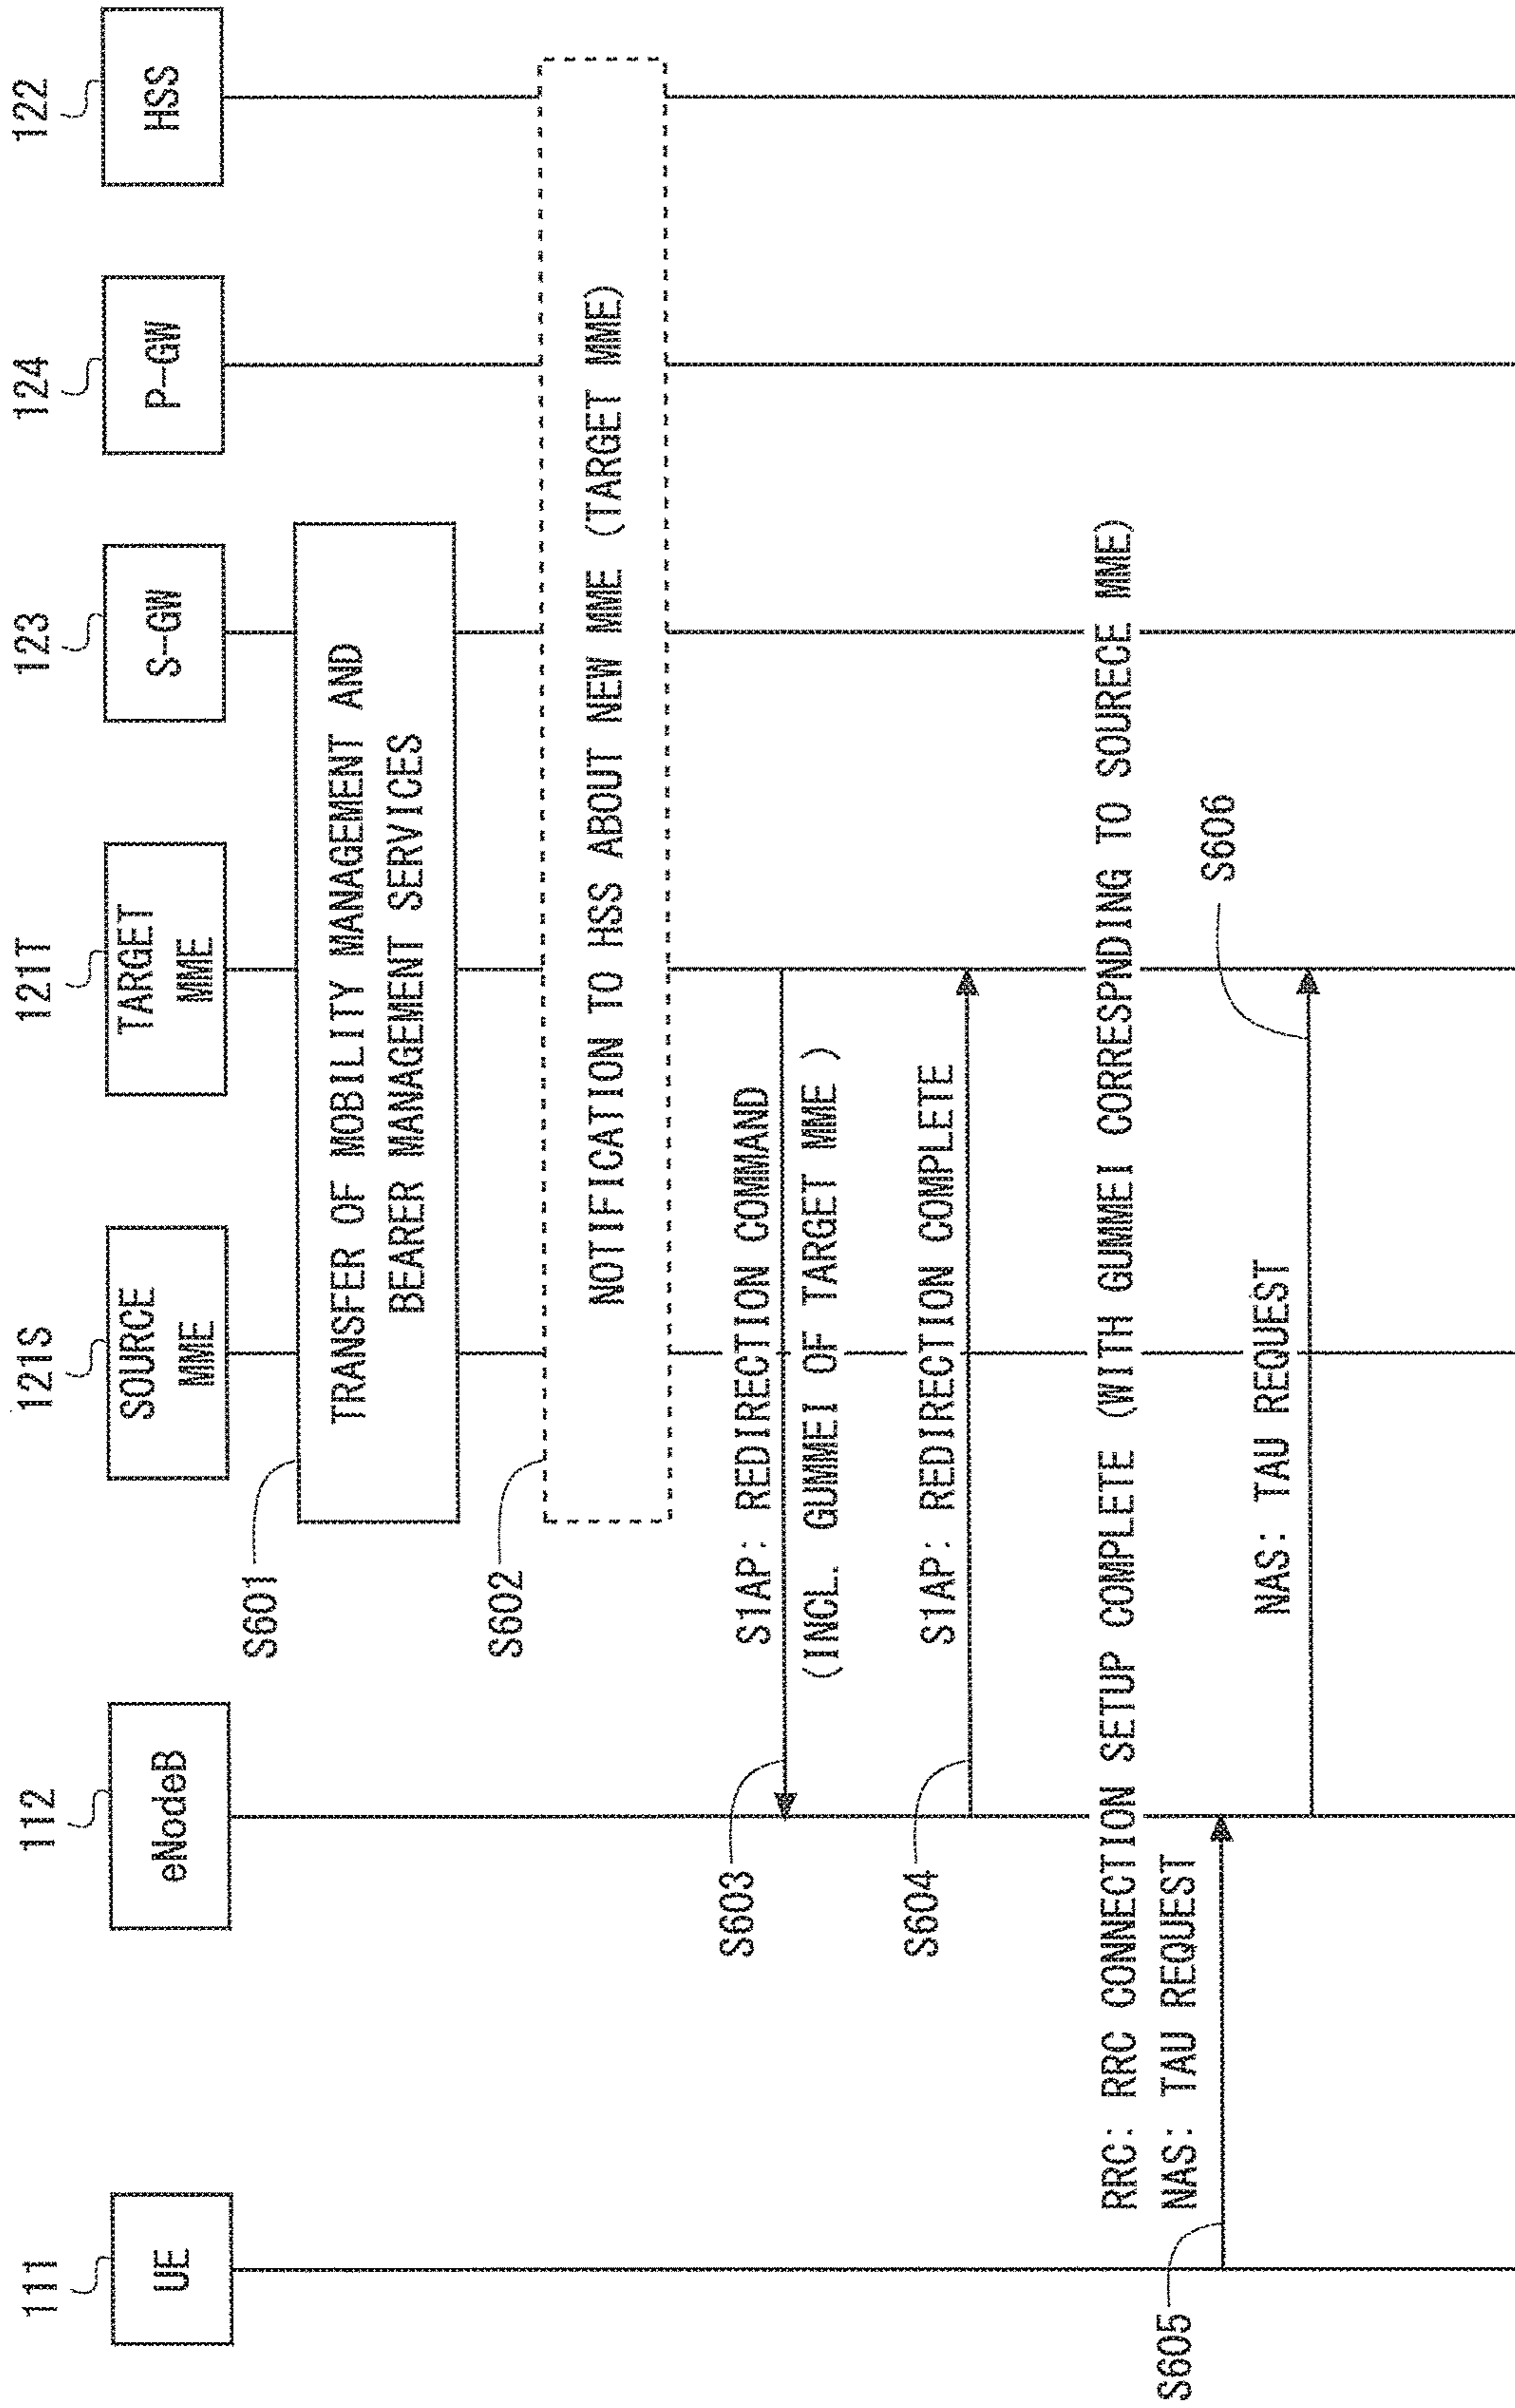 111
112
121S
121T
123
124
122
UE
eNodeB
SOURCE
MME
TARGET
MME
S-GW
P-GW
HSS
S601
TRANSFER OF MOBILITY MANAGEMENT AND
BEARER MANAGEMENT SERVICES
S602
NOTIFICATION TO HSS ABOUT NEW MME (TARGET MME)
S603
S1AP: REDIRECTION COMMAND
(INCL. GUMMEI OF TARGET MME )
S604
S1AP: REDIRECTION COMPLETE
RRC: RRC CONNECTION SETUP COMPLETE (WITH GUMMEI CORRESPNDING TO SOURECE MME)
NAS: TAU REQUEST
S605
NAS: TAU REQUEST
S606